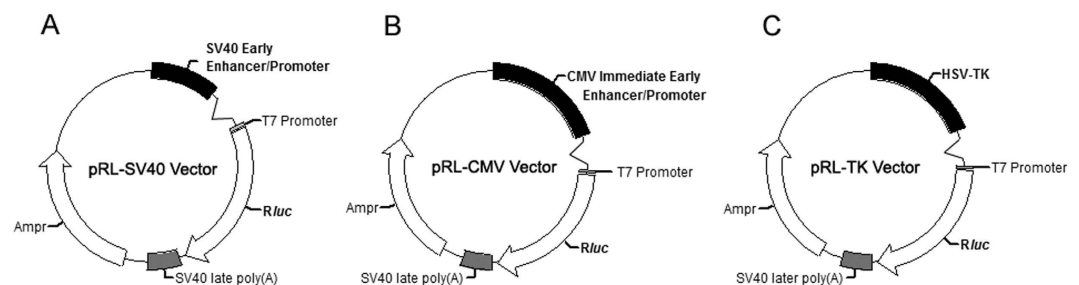 A
SV40 Early
Enhancer/Promoter
T7 Promoter
pRL-SV40 Vector
Ampr
Rluc
SV40 late poly(A)
B
CMV Immediate Early
Enhancer/Promoter
T7 Promoter
pRL-CMV Vector
Ampr
Rluc
SV40 late poly(A)
C
HSV-TK
T7 Promoter
pRL-TK Vector
Ampr
Rluc
SV40 later poly(A)